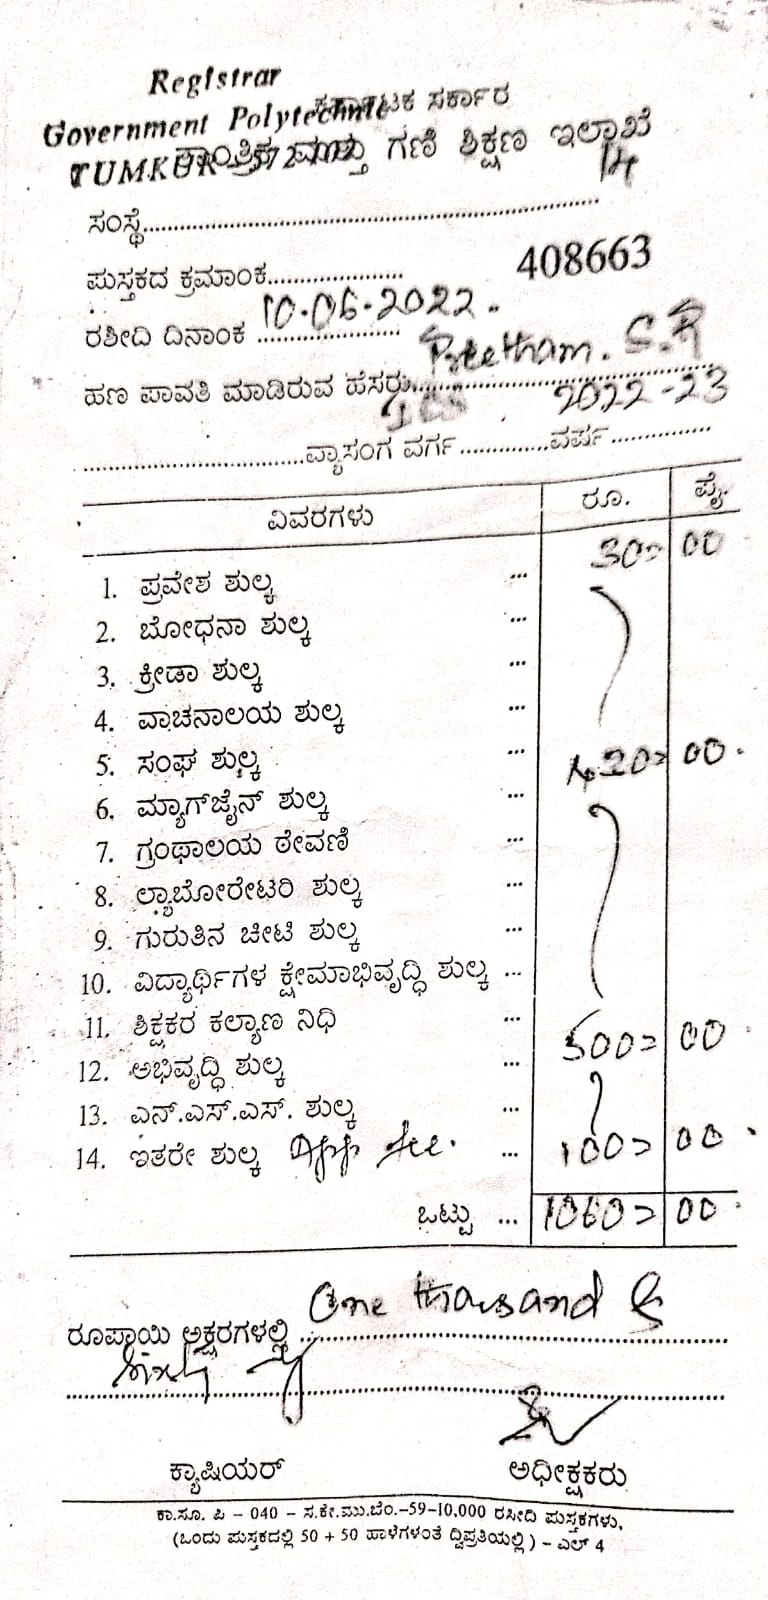 Registrar
ಕರ್ನಾಟಕ ಸರ್ಕಾರ
Government Polytechnic
ತಾಂತ್ರಿಕ ಮತ್ತು ಗಣಿ ಶಿಕ್ಷಣ ಇಲಾಖೆ
TUMKUR
14
ಸಂಸ್ಥೆ
ಪುಸ್ತಕದ ಕ್ರಮಾಂಕ 408663
ರಶೀದಿ ದಿನಾಂಕ 10.06.2022.
ಹಣ ಪಾವತಿ ಮಾಡಿರುವ ಹೆಸರು Preetham. S.R
2022-23
ವ್ಯಾಸಂಗ ವರ್ಗ ವರ್ಷ
ವಿವರಗಳು ರೂ. ಪೈ.
1. ಪ್ರವೇಶ ಶುಲ್ಕ ... 30= 00
2. ಬೋಧನಾ ಶುಲ್ಕ ...
3. ಕ್ರೀಡಾ ಶುಲ್ಕ ...
4. ವಾಚನಾಲಯ ಶುಲ್ಕ ...
5. ಸಂಘ ಶುಲ್ಕ ... 420= 00
6. ಮ್ಯಾಗ್‌ಜೈನ್ ಶುಲ್ಕ ...
7. ಗ್ರಂಥಾಲಯ ಠೇವಣಿ ...
8. ಲ್ಯಾಬೋರೇಟರಿ ಶುಲ್ಕ ...
9. ಗುರುತಿನ ಚೀಟಿ ಶುಲ್ಕ ...
10. ವಿದ್ಯಾರ್ಥಿಗಳ ಕ್ಷೇಮಾಭಿವೃದ್ಧಿ ಶುಲ್ಕ ...
11. ಶಿಕ್ಷಕರ ಕಲ್ಯಾಣ ನಿಧಿ ...
12. ಅಭಿವೃದ್ಧಿ ಶುಲ್ಕ ... 500= 00
13. ಎನ್.ಎಸ್.ಎಸ್. ಶುಲ್ಕ ...
14. ಇತರೇ ಶುಲ್ಕ App fee. ... 100= 00
ಒಟ್ಟು ... 1060= 00
ರೂಪಾಯಿ ಅಕ್ಷರಗಳಲ್ಲಿ One thousand &
sixty
ಕ್ಯಾಷಿಯರ್ ಅಧೀಕ್ಷಕರು
ಕಾ.ಸೂ. ಪಿ – 040 – ಸ.ಕೇ.ಮು.ಬೆಂ.–59–10,000 ರಸೀದಿ ಪುಸ್ತಕಗಳು,
(ಒಂದು ಪುಸ್ತಕದಲ್ಲಿ 50 + 50 ಹಾಳೆಗಳಂತೆ ದ್ವಿಪ್ರತಿಯಲ್ಲಿ) – ಎಲ್ 4